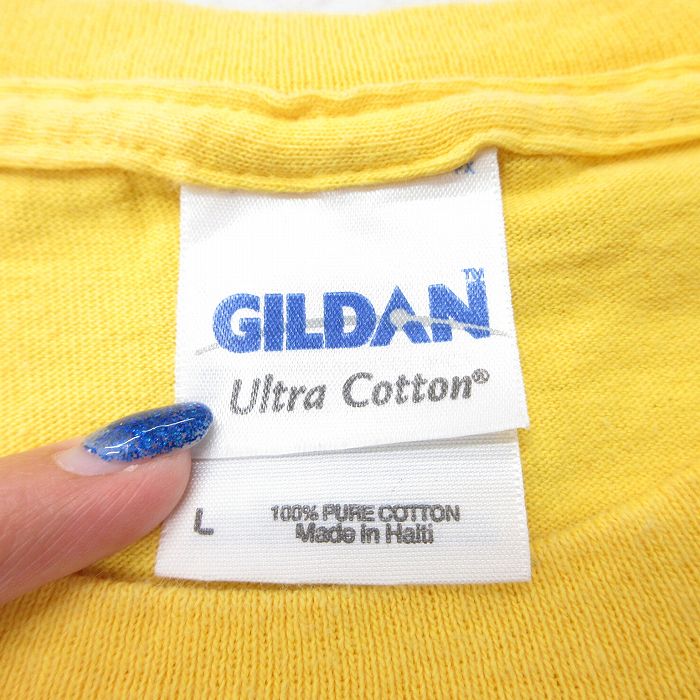 GILDAN™
Ultra Cotton®
L
100% PURE COTTON
Made in Haiti